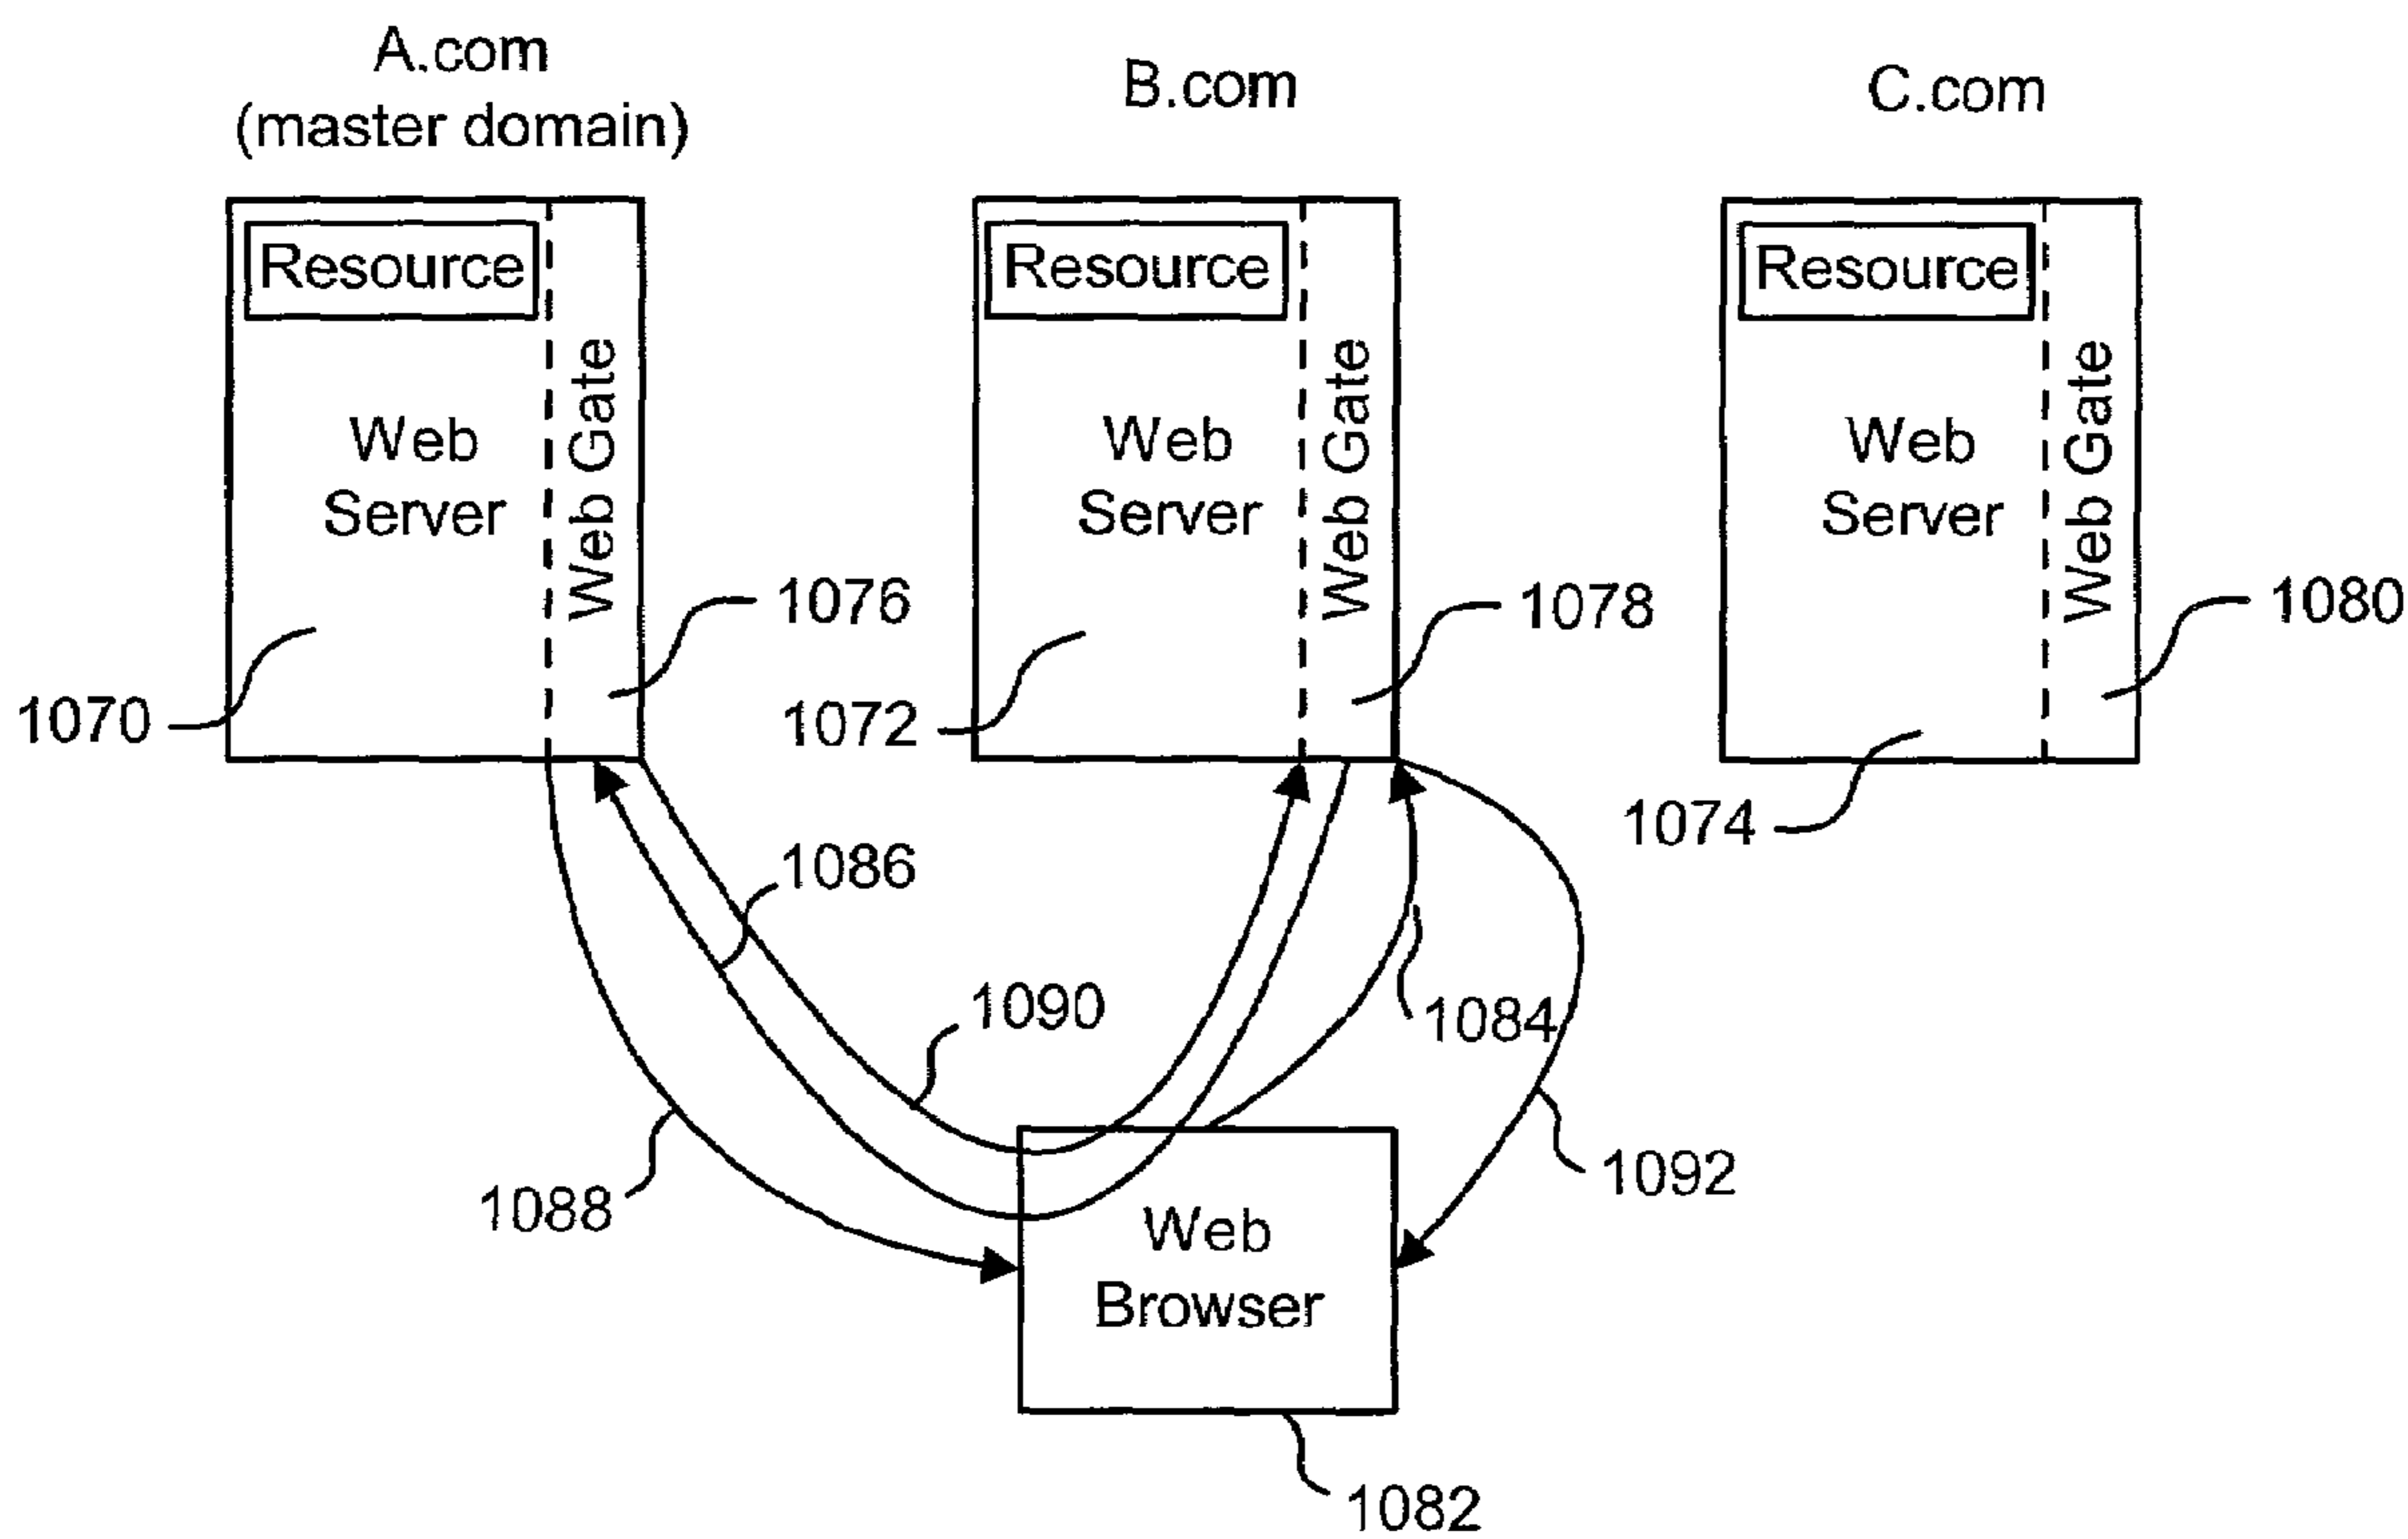 A.com
(master domain)
B.com
C.com
Resource
Resource
Resource
Web
Server
Web Gate
Web
Server
Web Gate
Web
Server
Web Gate
1076
1078
1080
1070
1072
1074
1086
1090
1084
1088
1092
Web
Browser
1082